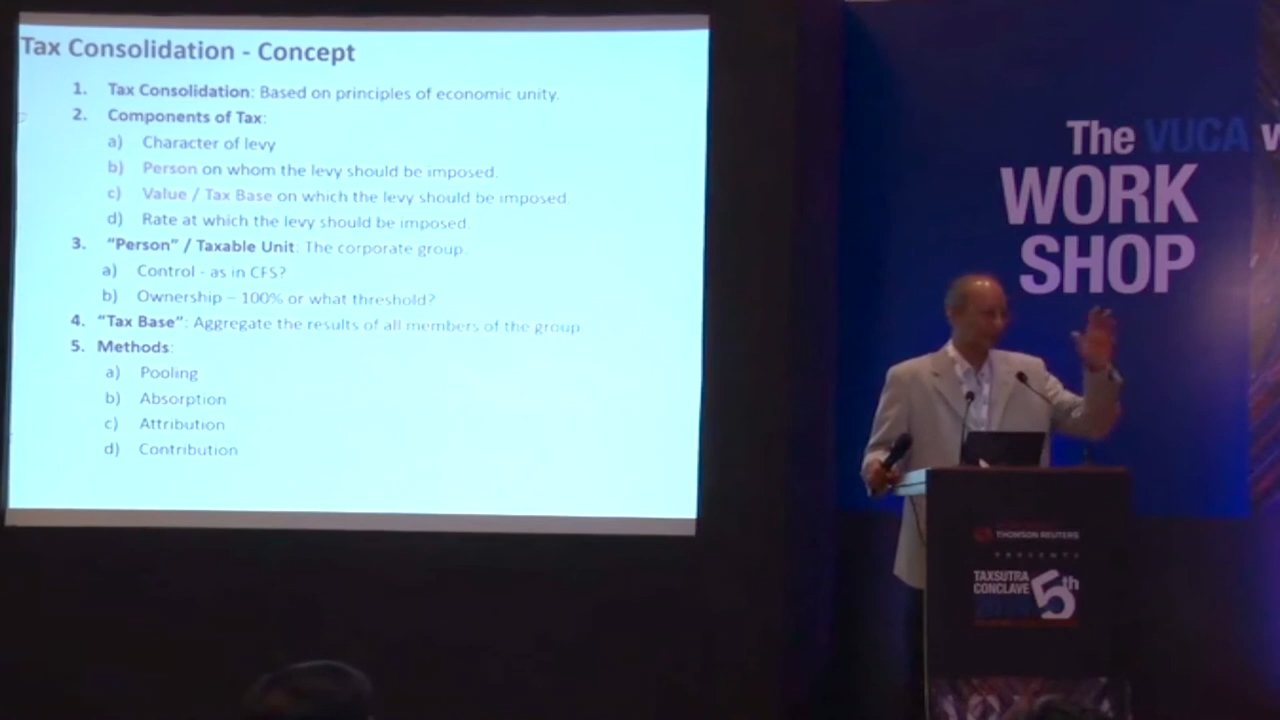 Tax Consolidation - Concept
1. Tax Consolidation: Based on principles of economic unity.
2. Components of Tax:
a) Character of levy
b) Person on whom the levy should be imposed.
c) Value / Tax Base on which the levy should be imposed.
d) Rate at which the levy should be imposed.
3. “Person” / Taxable Unit: The corporate group.
a) Control - as in CFS?
b) Ownership – 100% or what threshold?
4. “Tax Base”: Aggregate the results of all members of the group
5. Methods:
a) Pooling
b) Absorption
c) Attribution
d) Contribution
The VUCA
WORK
SHOP
THOMSON REUTERS
PRESENTS
TAXSUTRA
CONCLAVE
5th